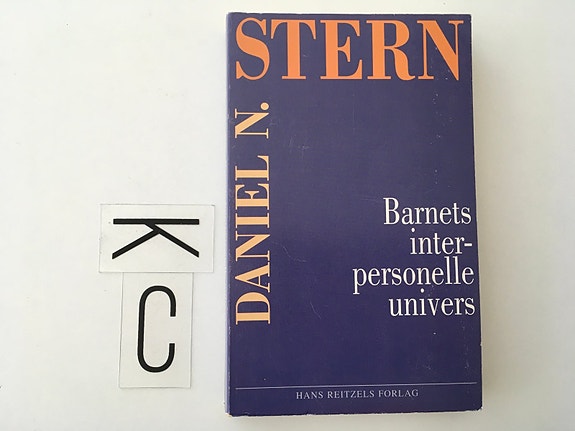 STERN
DANIEL N.
Barnets
inter-
personelle
univers
HANS REITZELS FORLAG
K
C